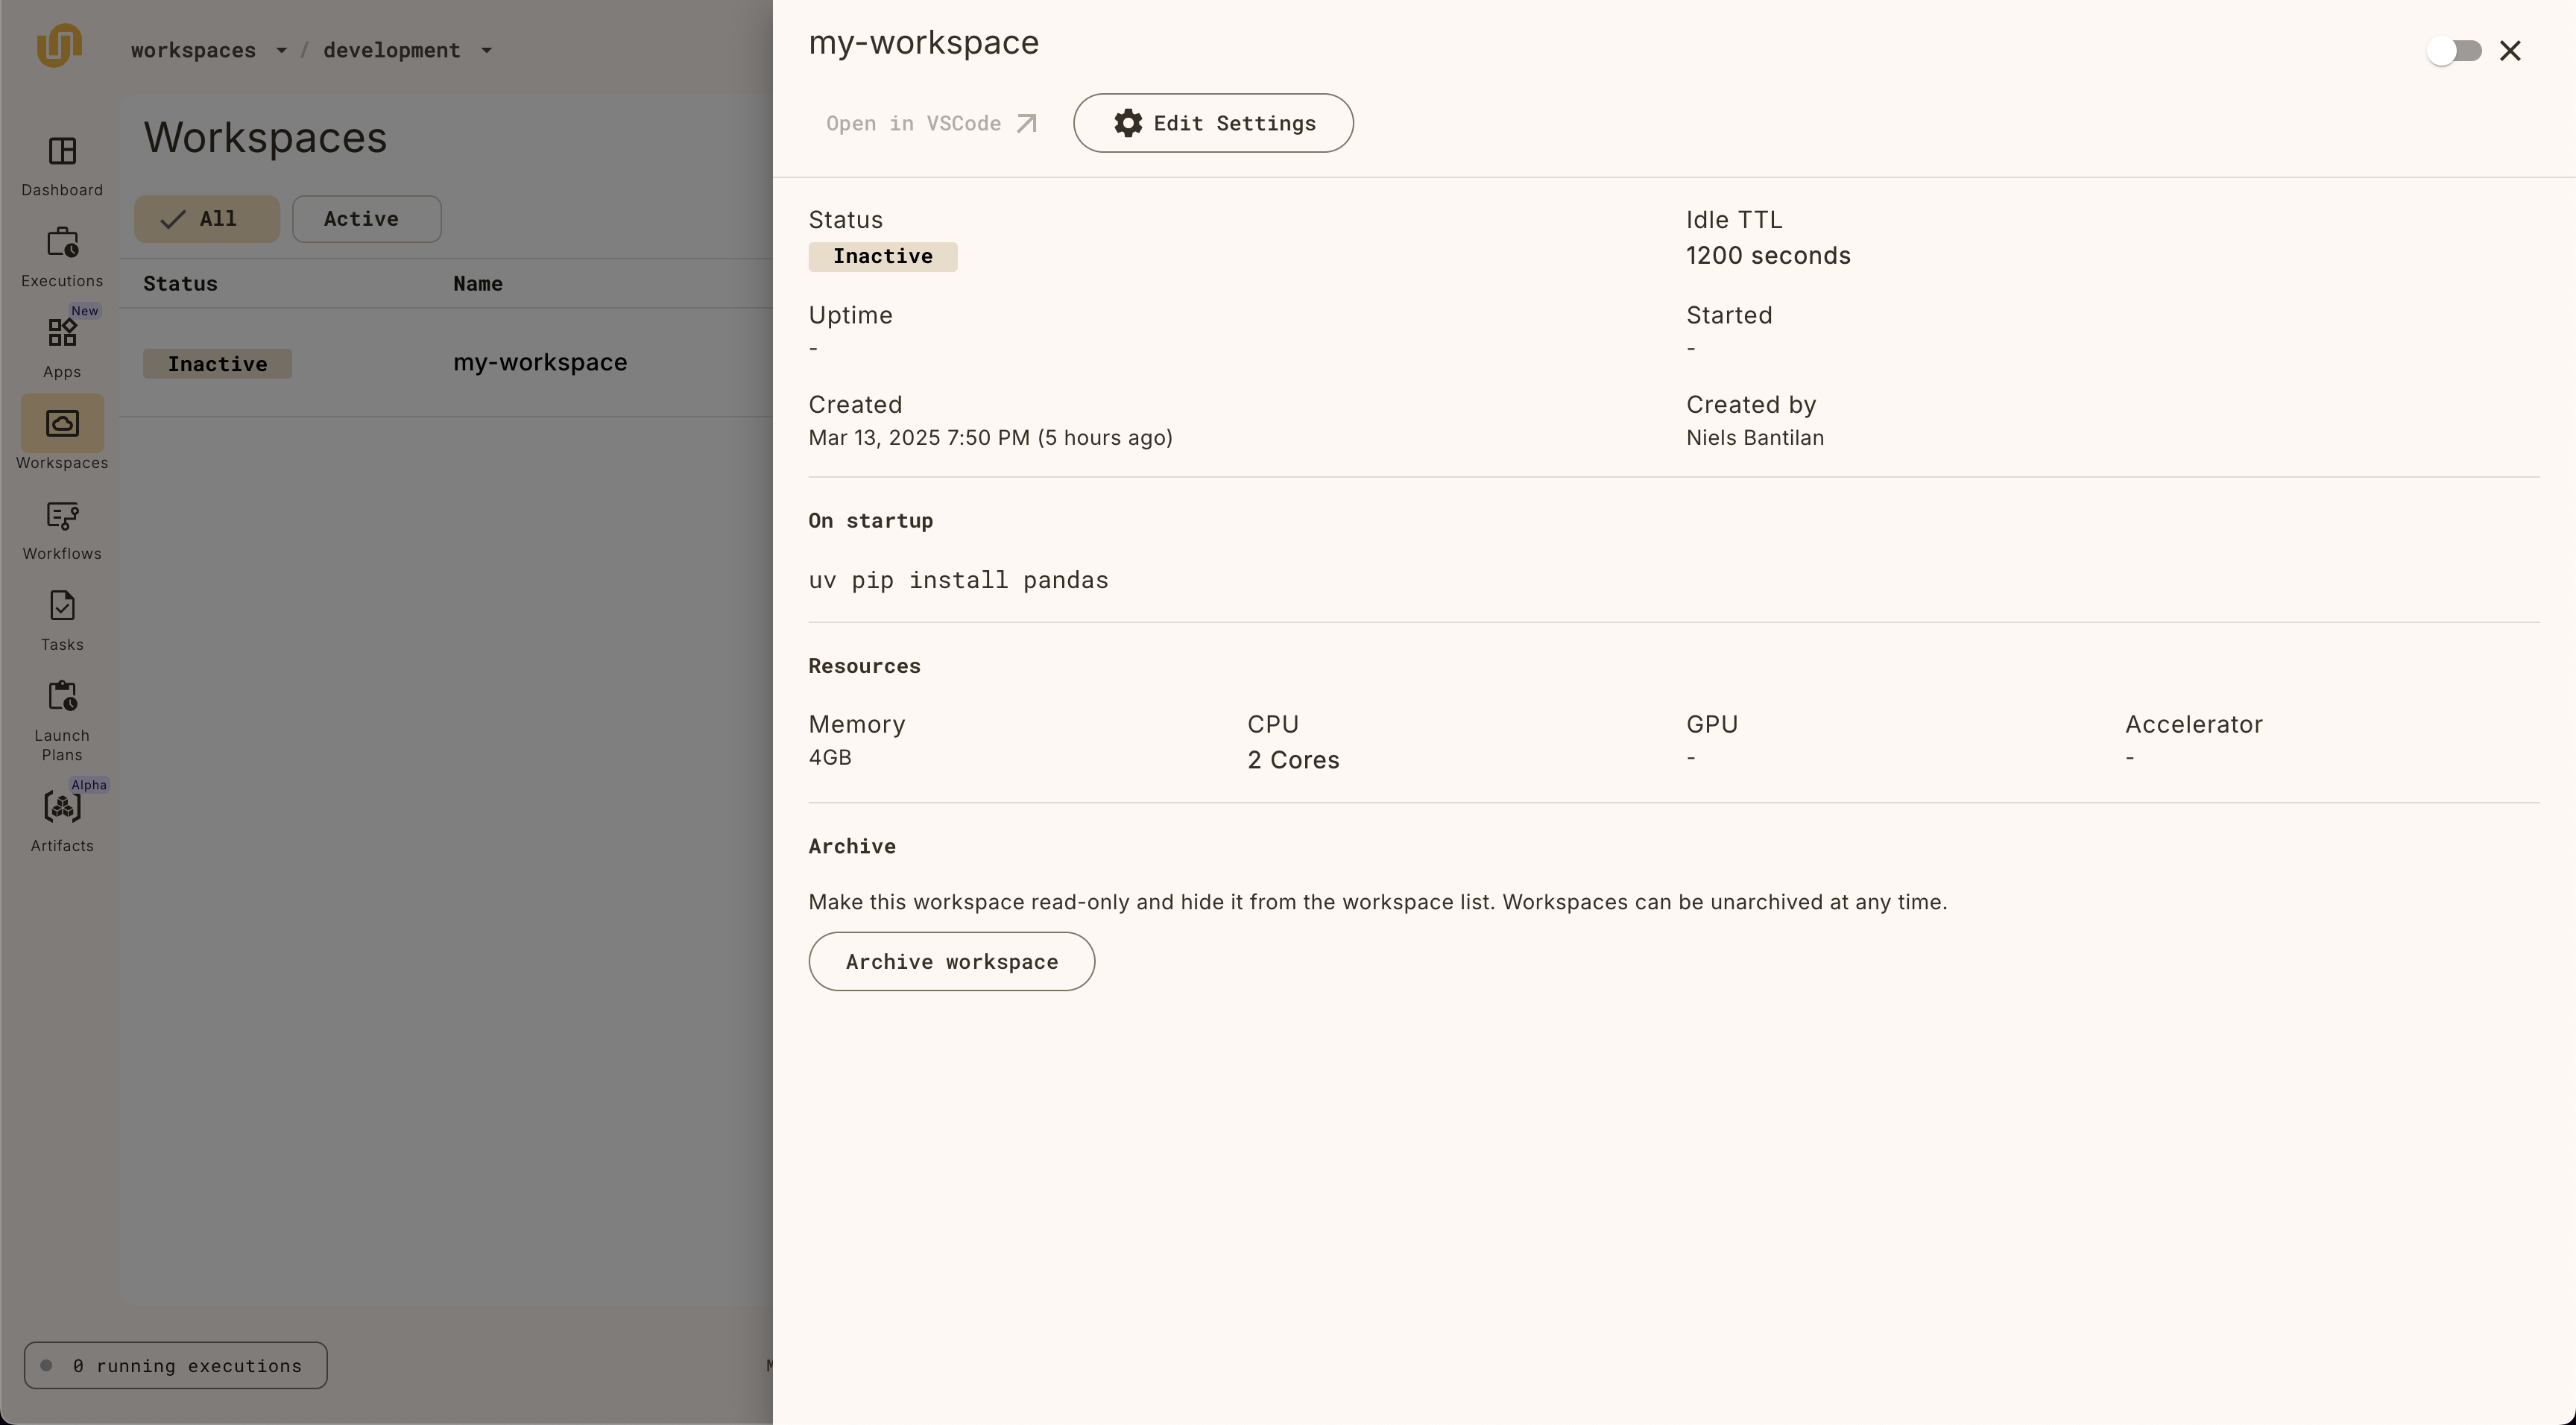 workspaces / development
Workspaces
All
Active
Status
Name
Inactive
my-workspace
Dashboard
Executions
New
Apps
Workspaces
Workflows
Tasks
Launch
Plans
Alpha
Artifacts
0 running executions
my-workspace
Open in VSCode
Edit Settings
Status
Inactive
Idle TTL
1200 seconds
Uptime
-
Started
-
Created
Mar 13, 2025 7:50 PM (5 hours ago)
Created by
Niels Bantilan
On startup
uv pip install pandas
Resources
Memory
4GB
CPU
2 Cores
GPU
-
Accelerator
-
Archive
Make this workspace read-only and hide it from the workspace list. Workspaces can be unarchived at any time.
Archive workspace